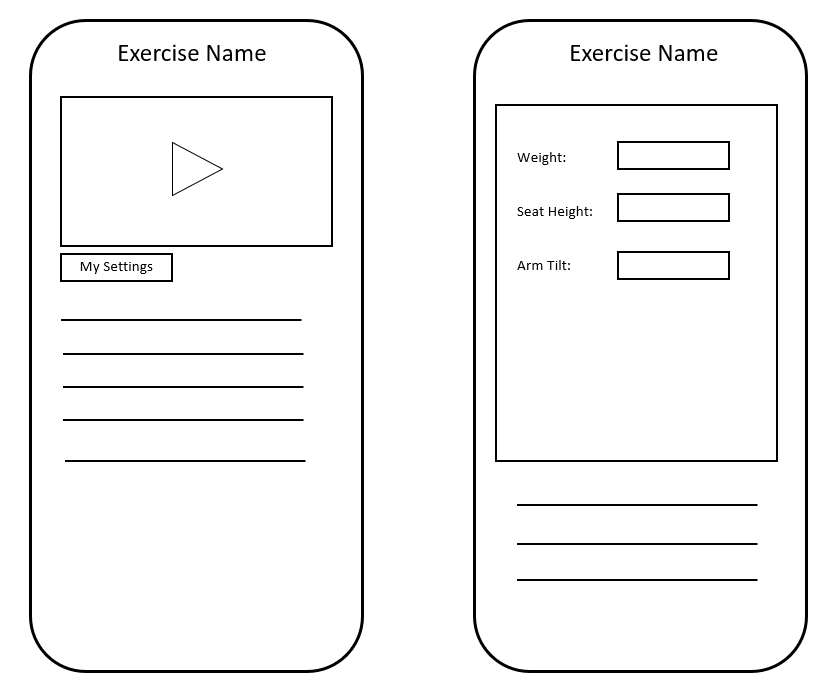 Exercise Name
My Settings
Exercise Name
Weight:
Seat Height:
Arm Tilt: